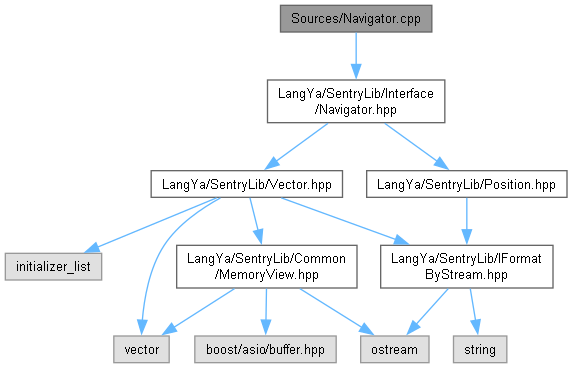 Sources/Navigator.cpp
LangYa/SentryLib/Interface
/Navigator.hpp
LangYa/SentryLib/Vector.hpp
LangYa/SentryLib/Position.hpp
initializer_list
LangYa/SentryLib/Common
/MemoryView.hpp
LangYa/SentryLib/IFormat
ByStream.hpp
vector
boost/asio/buffer.hpp
ostream
string